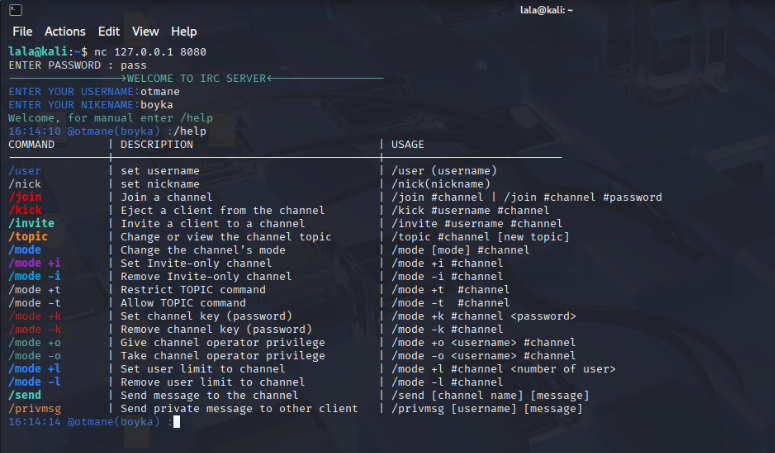 lala@kali: ~
File Actions Edit View Help
lala@kali:~$ nc 127.0.0.1 8080
ENTER PASSWORD : pass
——————————————>WELCOME TO IRC SERVER<——————————————
ENTER YOUR USERNAME:otmane
ENTER YOUR NIKENAME:boyka
Welcome, for manual enter /help
16:14:10 @otmane(boyka) :/help
COMMAND | DESCRIPTION | USAGE
/user | set username | /user (username)
/nick | set nickname | /nick(nickname)
/join | Join a channel | /join #channel | /join #channel #password
/kick | Eject a client from the channel | /kick #username #channel
/invite | Invite a client to a channel | /invite #username #channel
/topic | Change or view the channel topic | /topic #channel [new topic]
/mode | Change the channel's mode | /mode [mode] #channel
/mode +i | Set Invite-only channel | /mode +i #channel
/mode -i | Remove Invite-only channel | /mode -i #channel
/mode +t | Restrict TOPIC command | /mode +t  #channel
/mode -t | Allow TOPIC command | /mode -t  #channel
/mode +k | Set channel key (password) | /mode +k #channel <password>
/mode -k | Remove channel key (password) | /mode -k #channel
/mode +o | Give channel operator privilege | /mode +o <username> #channel
/mode -o | Take channel operator privilege | /mode -o <username> #channel
/mode +l | Set user limit to channel | /mode +l #channel <number of user>
/mode -l | Remove user limit to channel | /mode -l #channel
/send | Send message to the channel | /send [channel name] [message]
/privmsg | Send private message to other client | /privmsg [username] [message]
16:14:14 @otmane(boyka) :